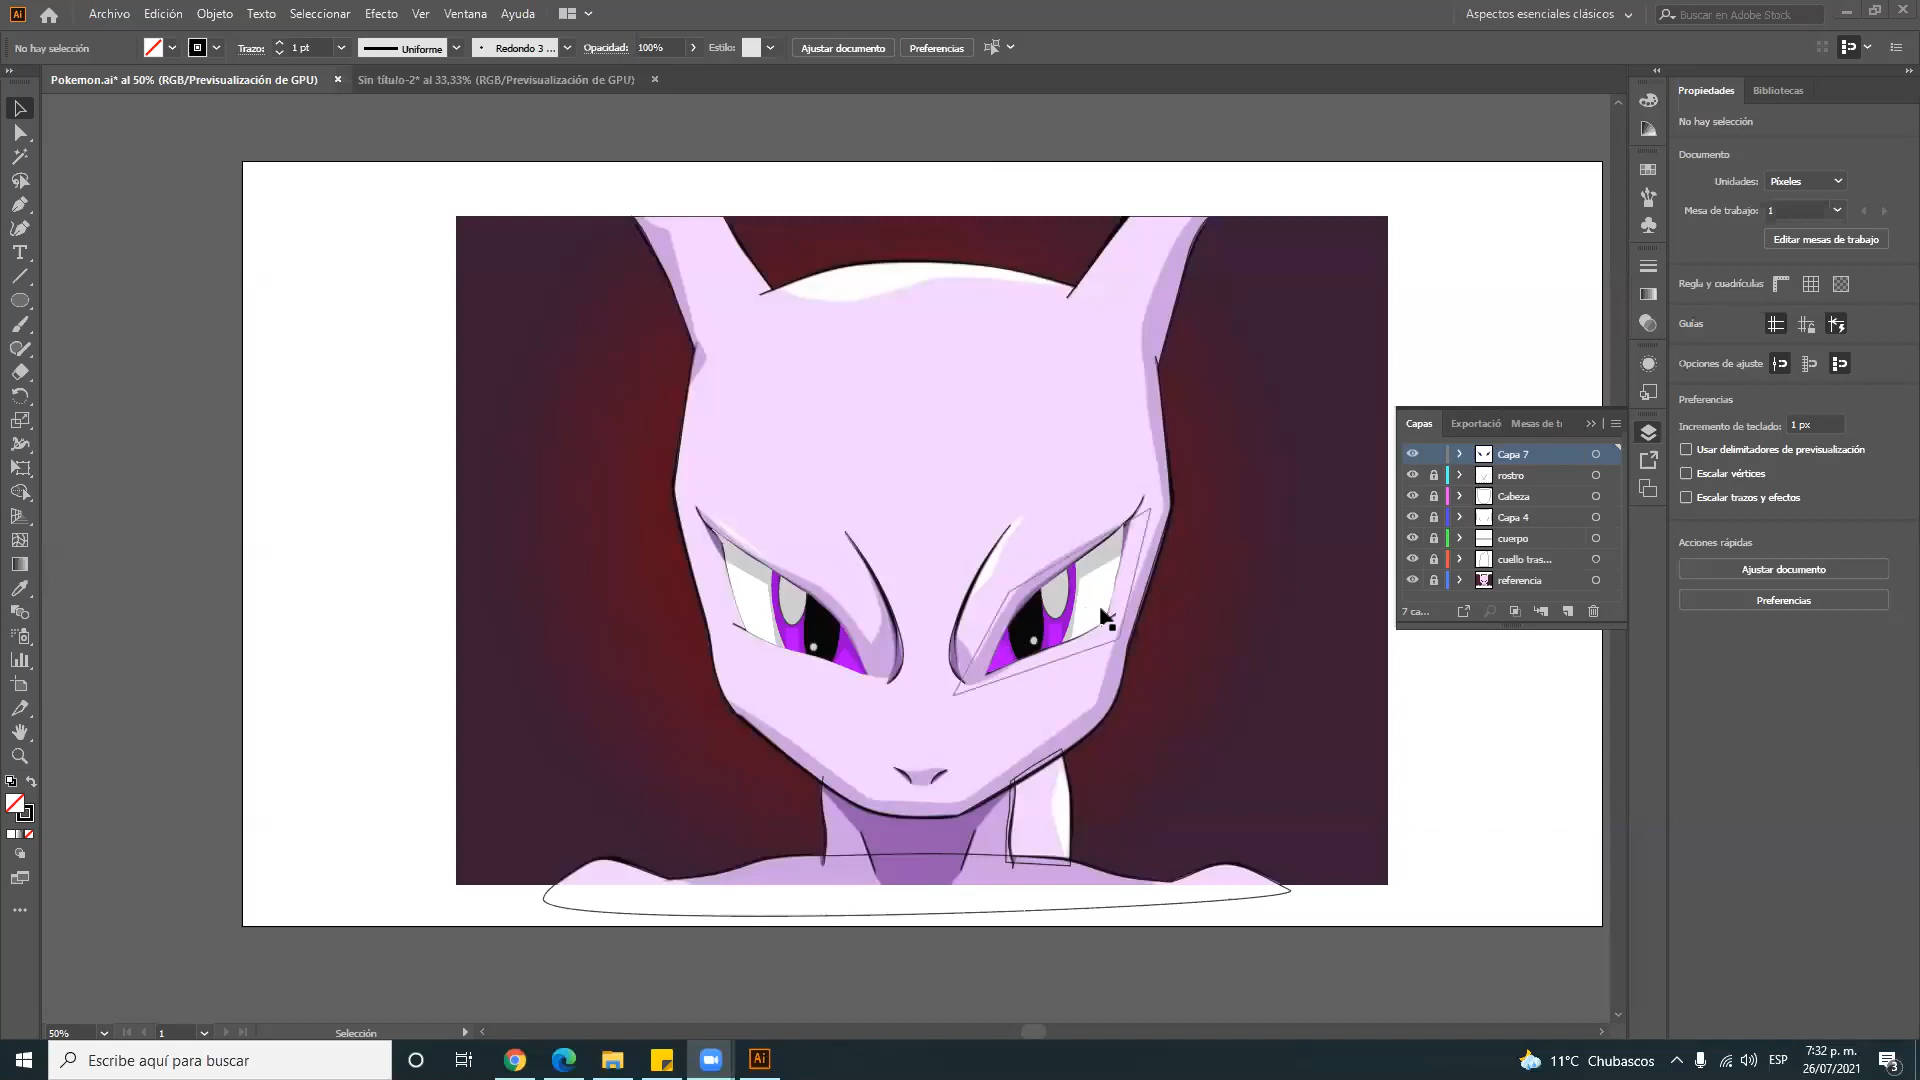 Ai Archivo Edición Objeto Texto Seleccionar Efecto Ver Ventana Ayuda Aspectos esenciales clásicos Buscar en Adobe Stock
No hay selección Trazo: 1 pt Uniforme Redondo 3 ... Opacidad: 100% Estilo: Ajustar documento Preferencias
Pokemon.ai* al 50% (RGB/Previsualización de GPU) × Sin título-2* al 33,33% (RGB/Previsualización de GPU) ×
Propiedades Bibliotecas
No hay selección
Documento
Unidades: Píxeles
Mesa de trabajo: 1
Editar mesas de trabajo
Regla y cuadrículas
Guías
Opciones de ajuste
Preferencias
Incremento de teclado: 1 px
Usar delimitadores de previsualización
Escalar vértices
Escalar trazos y efectos
Acciones rápidas
Ajustar documento
Preferencias
Capas Exportació Mesas de t
Capa 7
rostro
Cabeza
Capa 4
cuerpo
cuello tras...
referencia
7 ca...
50% 1 Selección
Escribe aquí para buscar Ai 11°C Chubascos ESP 7:32 p. m.
26/07/2021 3